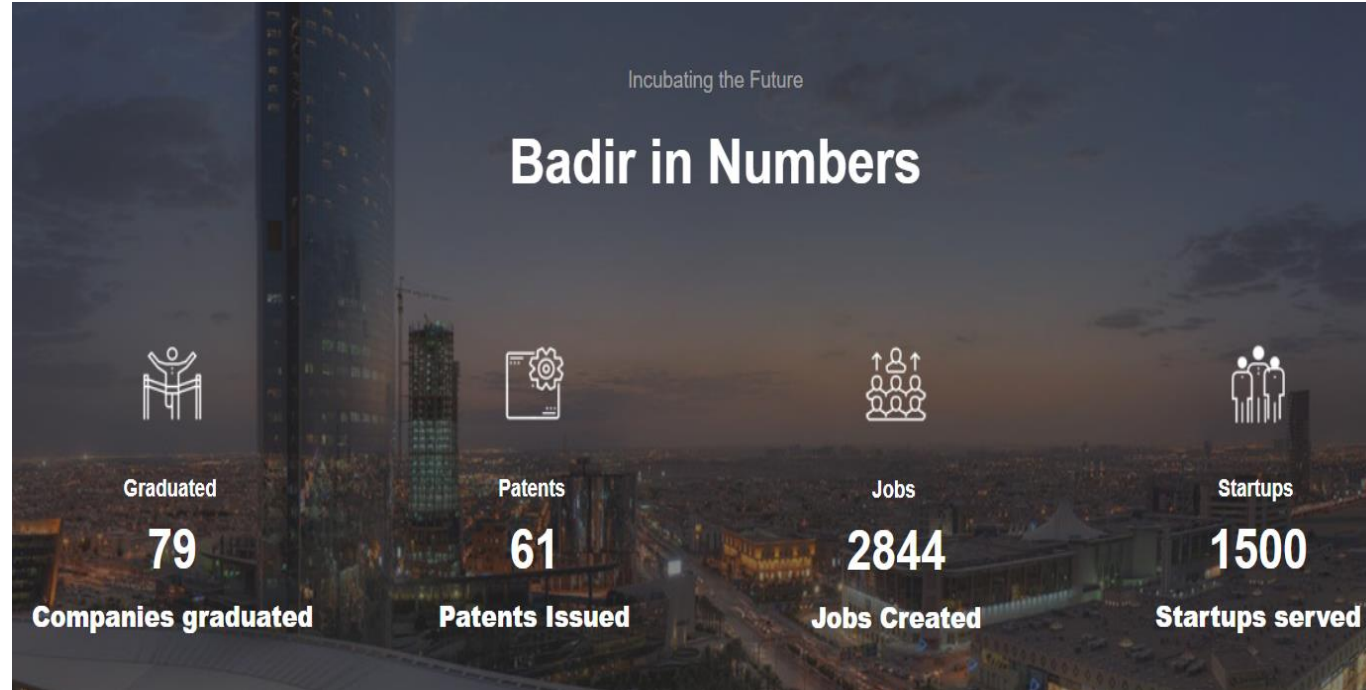 Incubating the Future
Badir in Numbers
Graduated
79
Companies graduated
Patents
61
Patents Issued
Jobs
2844
Jobs Created
Startups
1500
Startups served